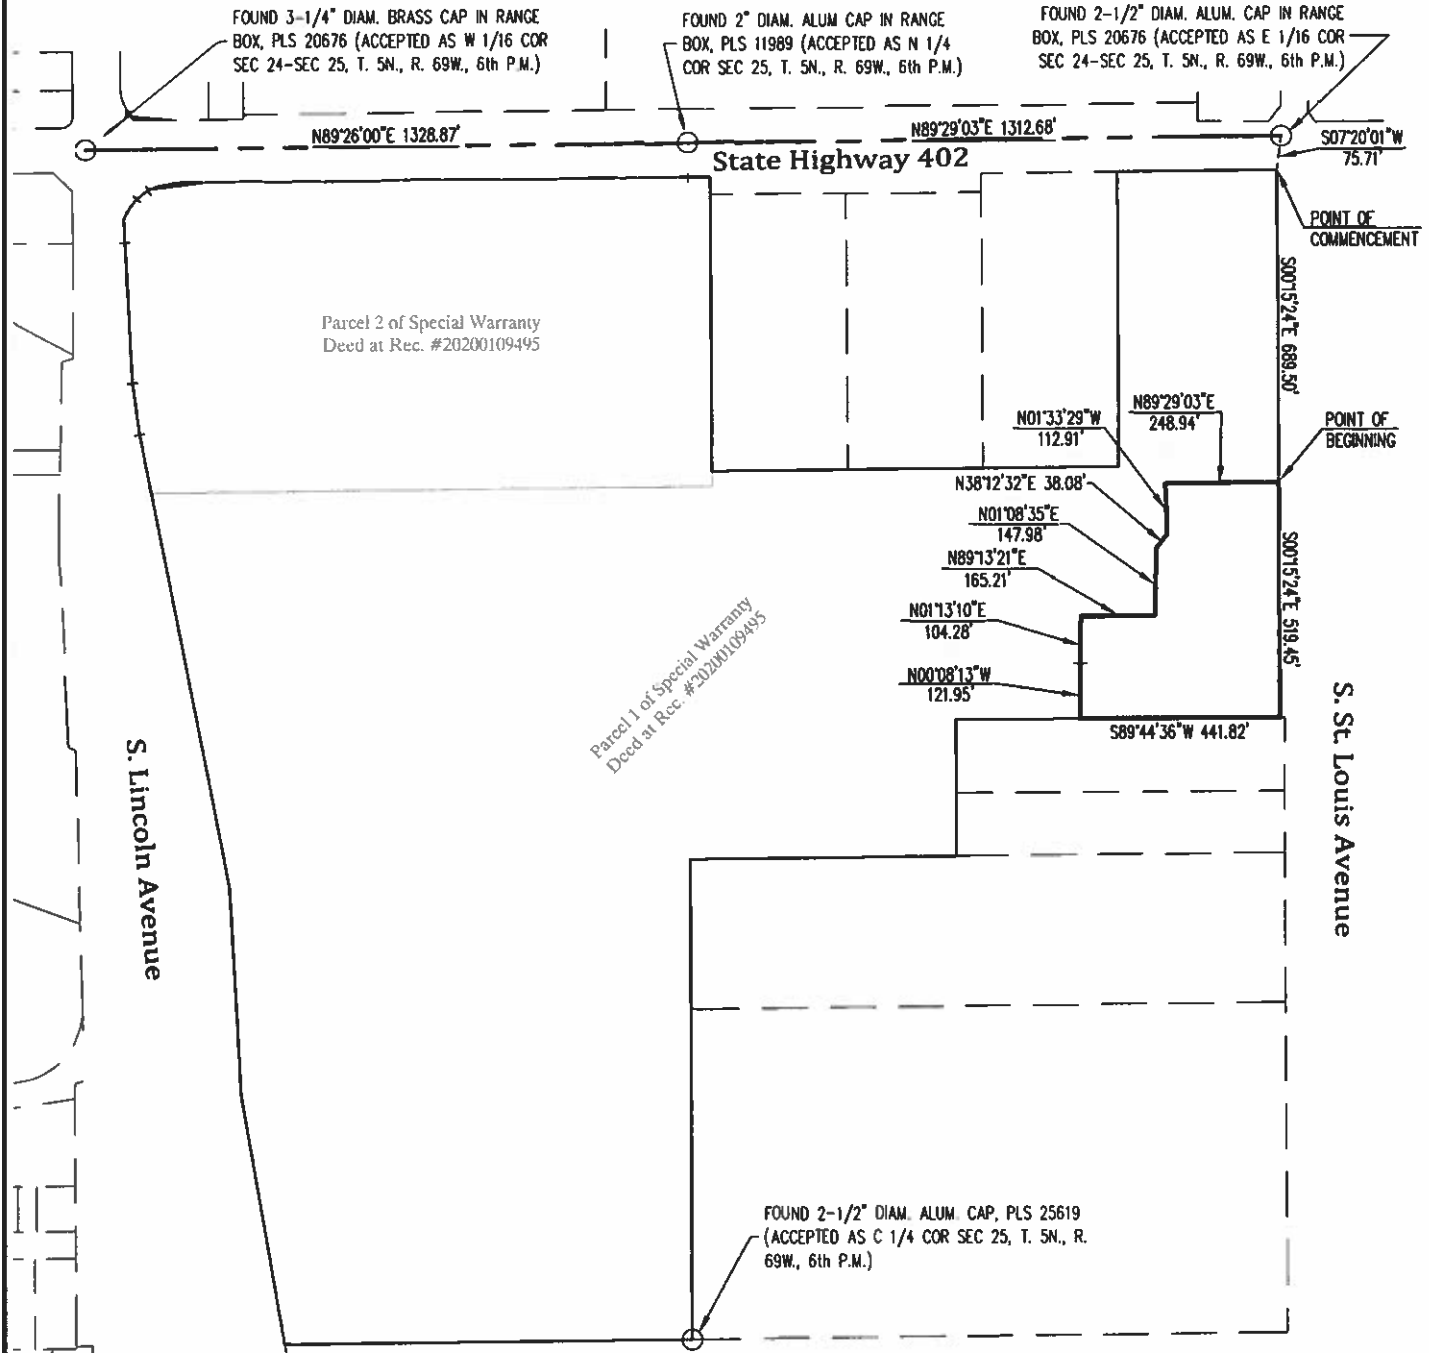 FOUND 3-1/4" DIAM. BRASS CAP IN RANGE
BOX, PLS 20676 (ACCEPTED AS W 1/16 COR
SEC 24-SEC 25, T. 5N., R. 69W., 6th P.M.)
FOUND 2" DIAM. ALUM CAP IN RANGE
BOX, PLS 11989 (ACCEPTED AS N 1/4
COR SEC 25, T. 5N., R. 69W., 6th P.M.)
FOUND 2-1/2" DIAM. ALUM. CAP IN RANGE
BOX, PLS 20676 (ACCEPTED AS E 1/16 COR
SEC 24-SEC 25, T. 5N., R. 69W., 6th P.M.)
N89°26'00"E 1328.87'
N89°29'03"E 1312.68'
S07°20'01"W
75.71'
State Highway 402
POINT OF
COMMENCEMENT
S00°15'24"E 689.50'
Parcel 2 of Special Warranty
Deed at Rec. #20200109495
N89°29'03"E
248.94'
N01°33'29"W
112.91'
POINT OF
BEGINNING
N38°12'32"E 38.08'
N01°08'35"E
147.98'
N89°13'21"E
165.21'
S00°15'24"E 519.45'
N01°13'10"E
104.28'
N00°08'13"W
121.95'
Parcel 1 of Special Warranty
Deed at Rec. #20200109495
S89°44'36"W 441.82'
S. Lincoln Avenue
S. St. Louis Avenue
FOUND 2-1/2" DIAM. ALUM. CAP, PLS 25619
(ACCEPTED AS C 1/4 COR SEC 25, T. 5N., R.
69W., 6th P.M.)